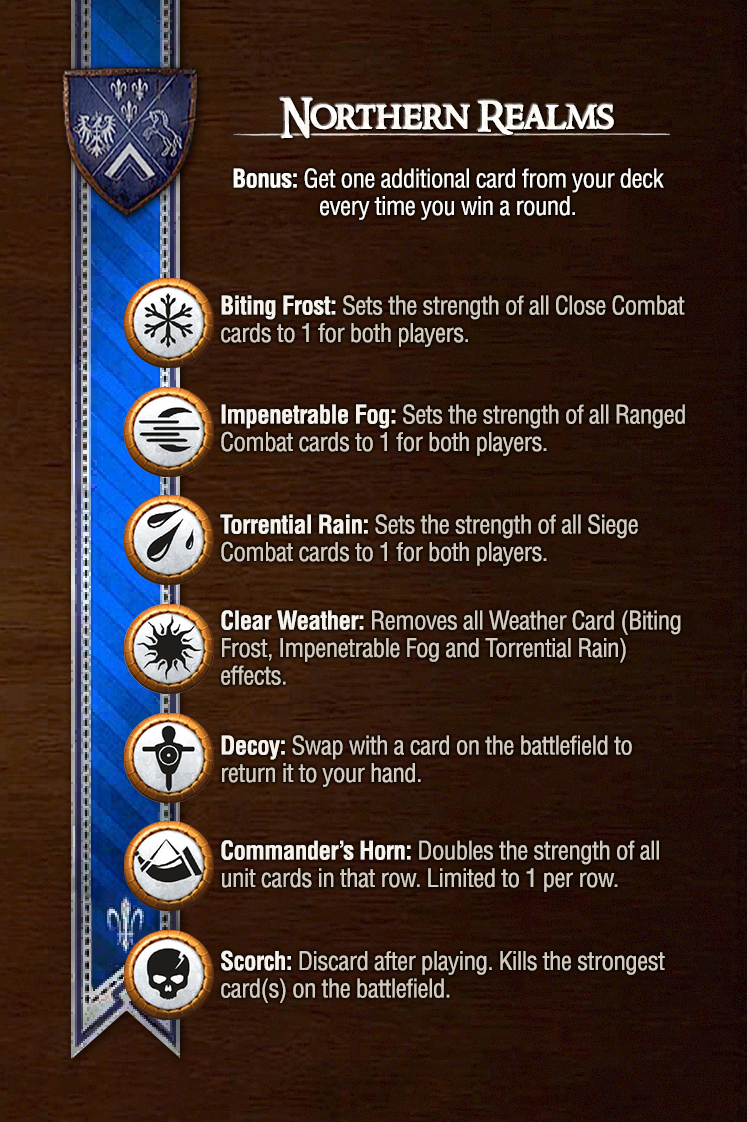 Northern Realms
Bonus: Get one additional card from your deck
every time you win a round.
Biting Frost: Sets the strength of all Close Combat
cards to 1 for both players.
Impenetrable Fog: Sets the strength of all Ranged
Combat cards to 1 for both players.
Torrential Rain: Sets the strength of all Siege
Combat cards to 1 for both players.
Clear Weather: Removes all Weather Card (Biting
Frost, Impenetrable Fog and Torrential Rain)
effects.
Decoy: Swap with a card on the battlefield to
return it to your hand.
Commander’s Horn: Doubles the strength of all
unit cards in that row. Limited to 1 per row.
Scorch: Discard after playing. Kills the strongest
card(s) on the battlefield.